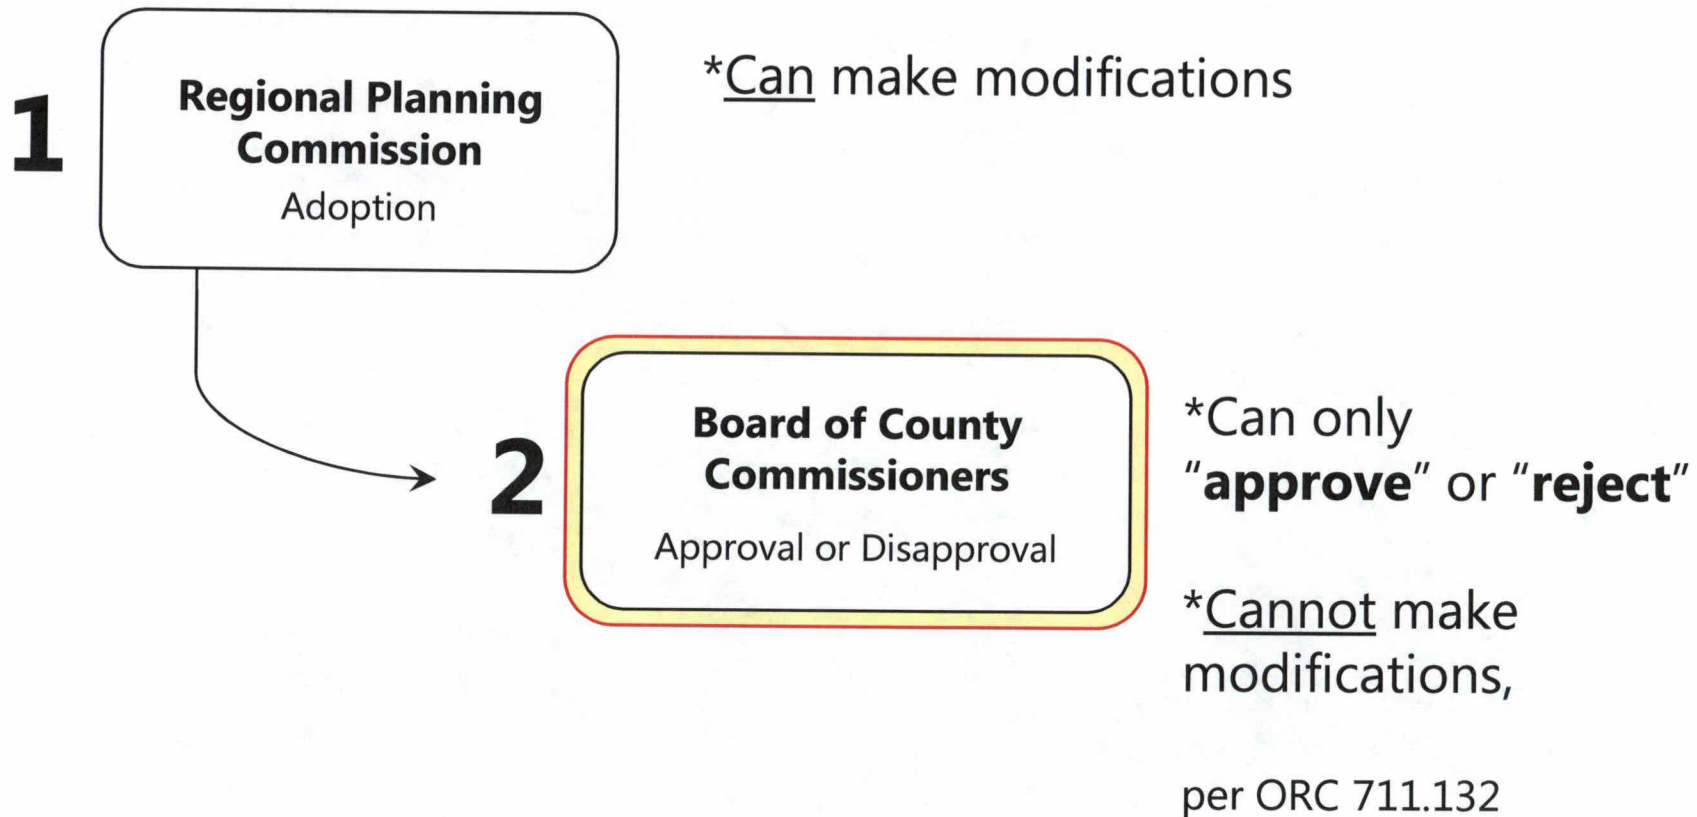 1
Regional Planning
Commission
Adoption
*Can make modifications
2
Board of County
Commissioners
Approval or Disapproval
*Can only
"approve" or "reject"
*Cannot make
modifications,
per ORC 711.132